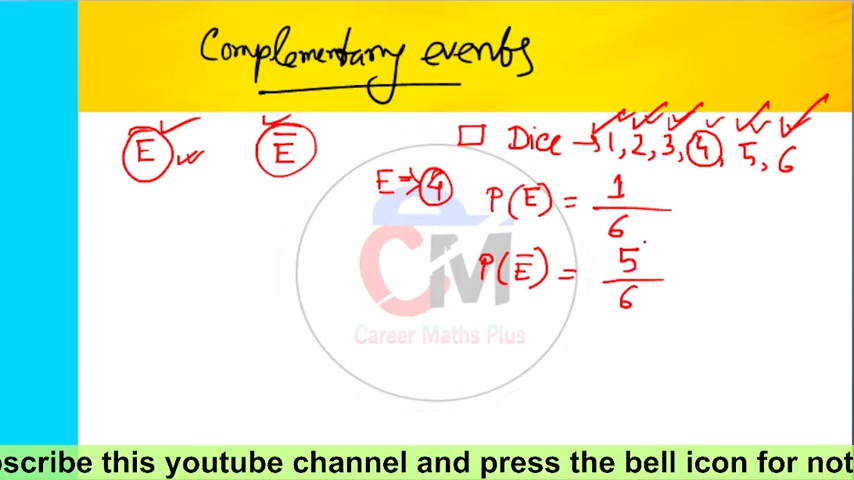 Complementary events
E Ē
□ Dice → 1, 2, 3, 4, 5, 6
E ⇒ 4
P(E) = 1/6
P(Ē) = 5/6
CM
Career Maths Plus
scribe this youtube channel and press the bell icon for not